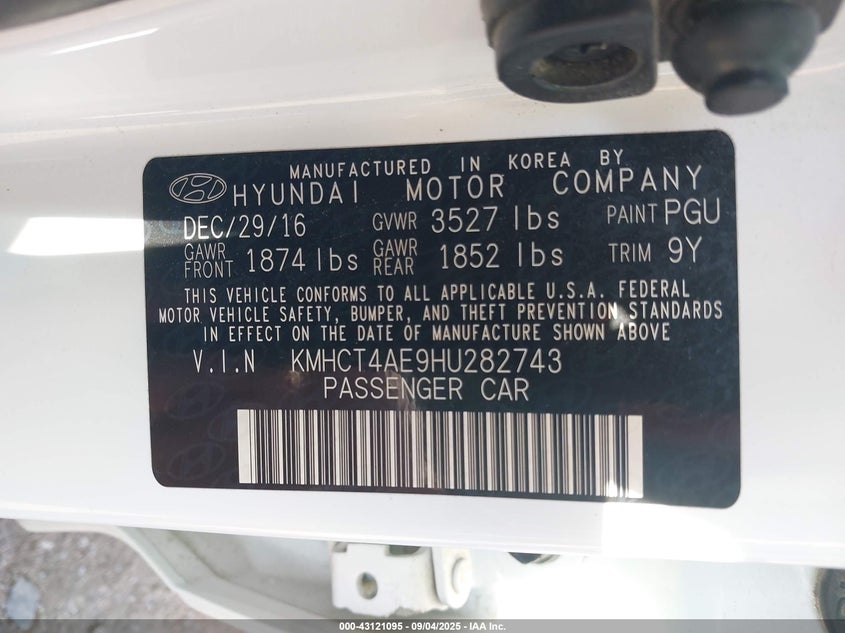 MANUFACTURED IN KOREA BY
HYUNDAI MOTOR COMPANY
DEC/29/16 GVWR 3527 lbs PAINT PGU
GAWR FRONT 1874 lbs GAWR REAR 1852 lbs TRIM 9Y
THIS VEHICLE CONFORMS TO ALL APPLICABLE U.S.A. FEDERAL
MOTOR VEHICLE SAFETY, BUMPER, AND THEFT PREVENTION STANDARDS
IN EFFECT ON THE DATE OF MANUFACTURE SHOWN ABOVE
V.I.N KMHCT4AE9HU282743
PASSENGER CAR
000-43121095 - 09/04/2025 - IAA Inc.